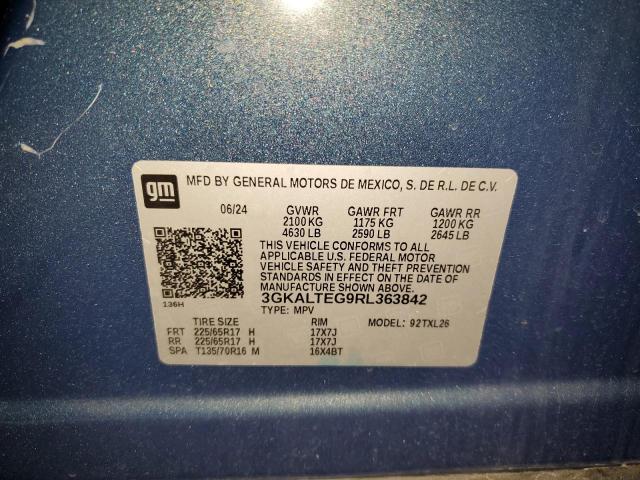 gm
MFD BY GENERAL MOTORS DE MEXICO, S. DE R.L. DE C.V.
06/24 GVWR GAWR FRT GAWR RR
2100 KG 1175 KG 1200 KG
4630 LB 2590 LB 2645 LB
THIS VEHICLE CONFORMS TO ALL
APPLICABLE U.S. FEDERAL MOTOR
VEHICLE SAFETY AND THEFT PREVENTION
STANDARDS IN EFFECT ON THE DATE OF
MANUFACTURE SHOWN ABOVE.
136H
3GKALTEG9RL363842
TYPE: MPV
TIRE SIZE RIM MODEL: 92TXL26
FRT 225/65R17 H 17X7J
RR 225/65R17 H 17X7J
SPA T135/70R16 M 16X4BT